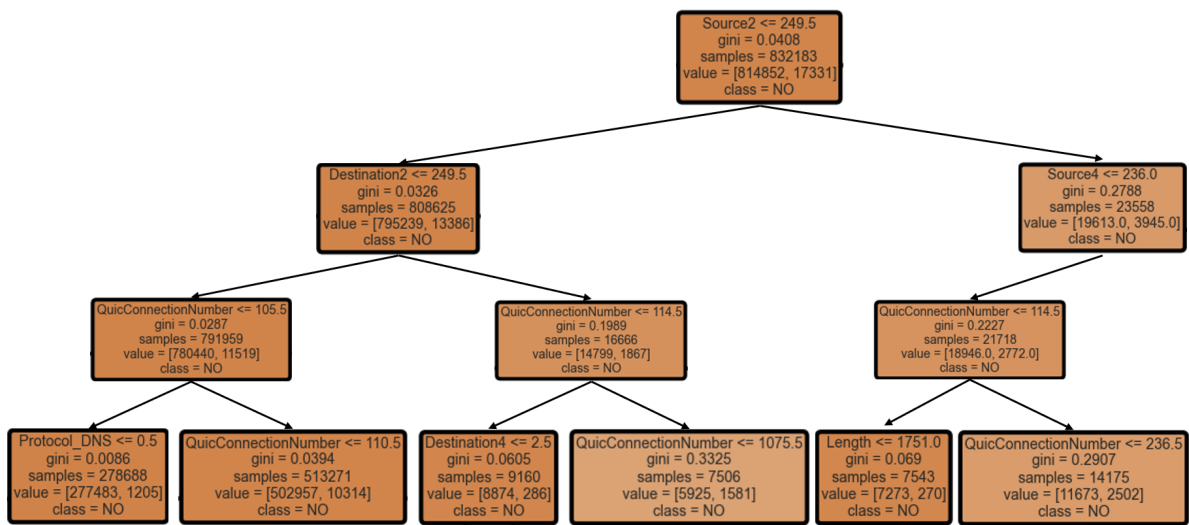 Source2 <= 249.5
gini = 0.0408
samples = 832183
value = [814852, 17331]
class = NO
Destination2 <= 249.5
gini = 0.0326
samples = 808625
value = [795239, 13386]
class = NO
Source4 <= 236.0
gini = 0.2788
samples = 23558
value = [19613.0, 3945.0]
class = NO
QuicConnectionNumber <= 105.5
gini = 0.0287
samples = 791959
value = [780440, 11519]
class = NO
QuicConnectionNumber <= 114.5
gini = 0.1989
samples = 16666
value = [14799, 1867]
class = NO
QuicConnectionNumber <= 114.5
gini = 0.2227
samples = 21718
value = [18946.0, 2772.0]
class = NO
Protocol_DNS <= 0.5
gini = 0.0086
samples = 278688
value = [277483, 1205]
class = NO
QuicConnectionNumber <= 110.5
gini = 0.0394
samples = 513271
value = [502957, 10314]
class = NO
Destination4 <= 2.5
gini = 0.0605
samples = 9160
value = [8874, 286]
class = NO
QuicConnectionNumber <= 1075.5
gini = 0.3325
samples = 7506
value = [5925, 1581]
class = NO
Length <= 1751.0
gini = 0.069
samples = 7543
value = [7273, 270]
class = NO
QuicConnectionNumber <= 236.5
gini = 0.2907
samples = 14175
value = [11673, 2502]
class = NO